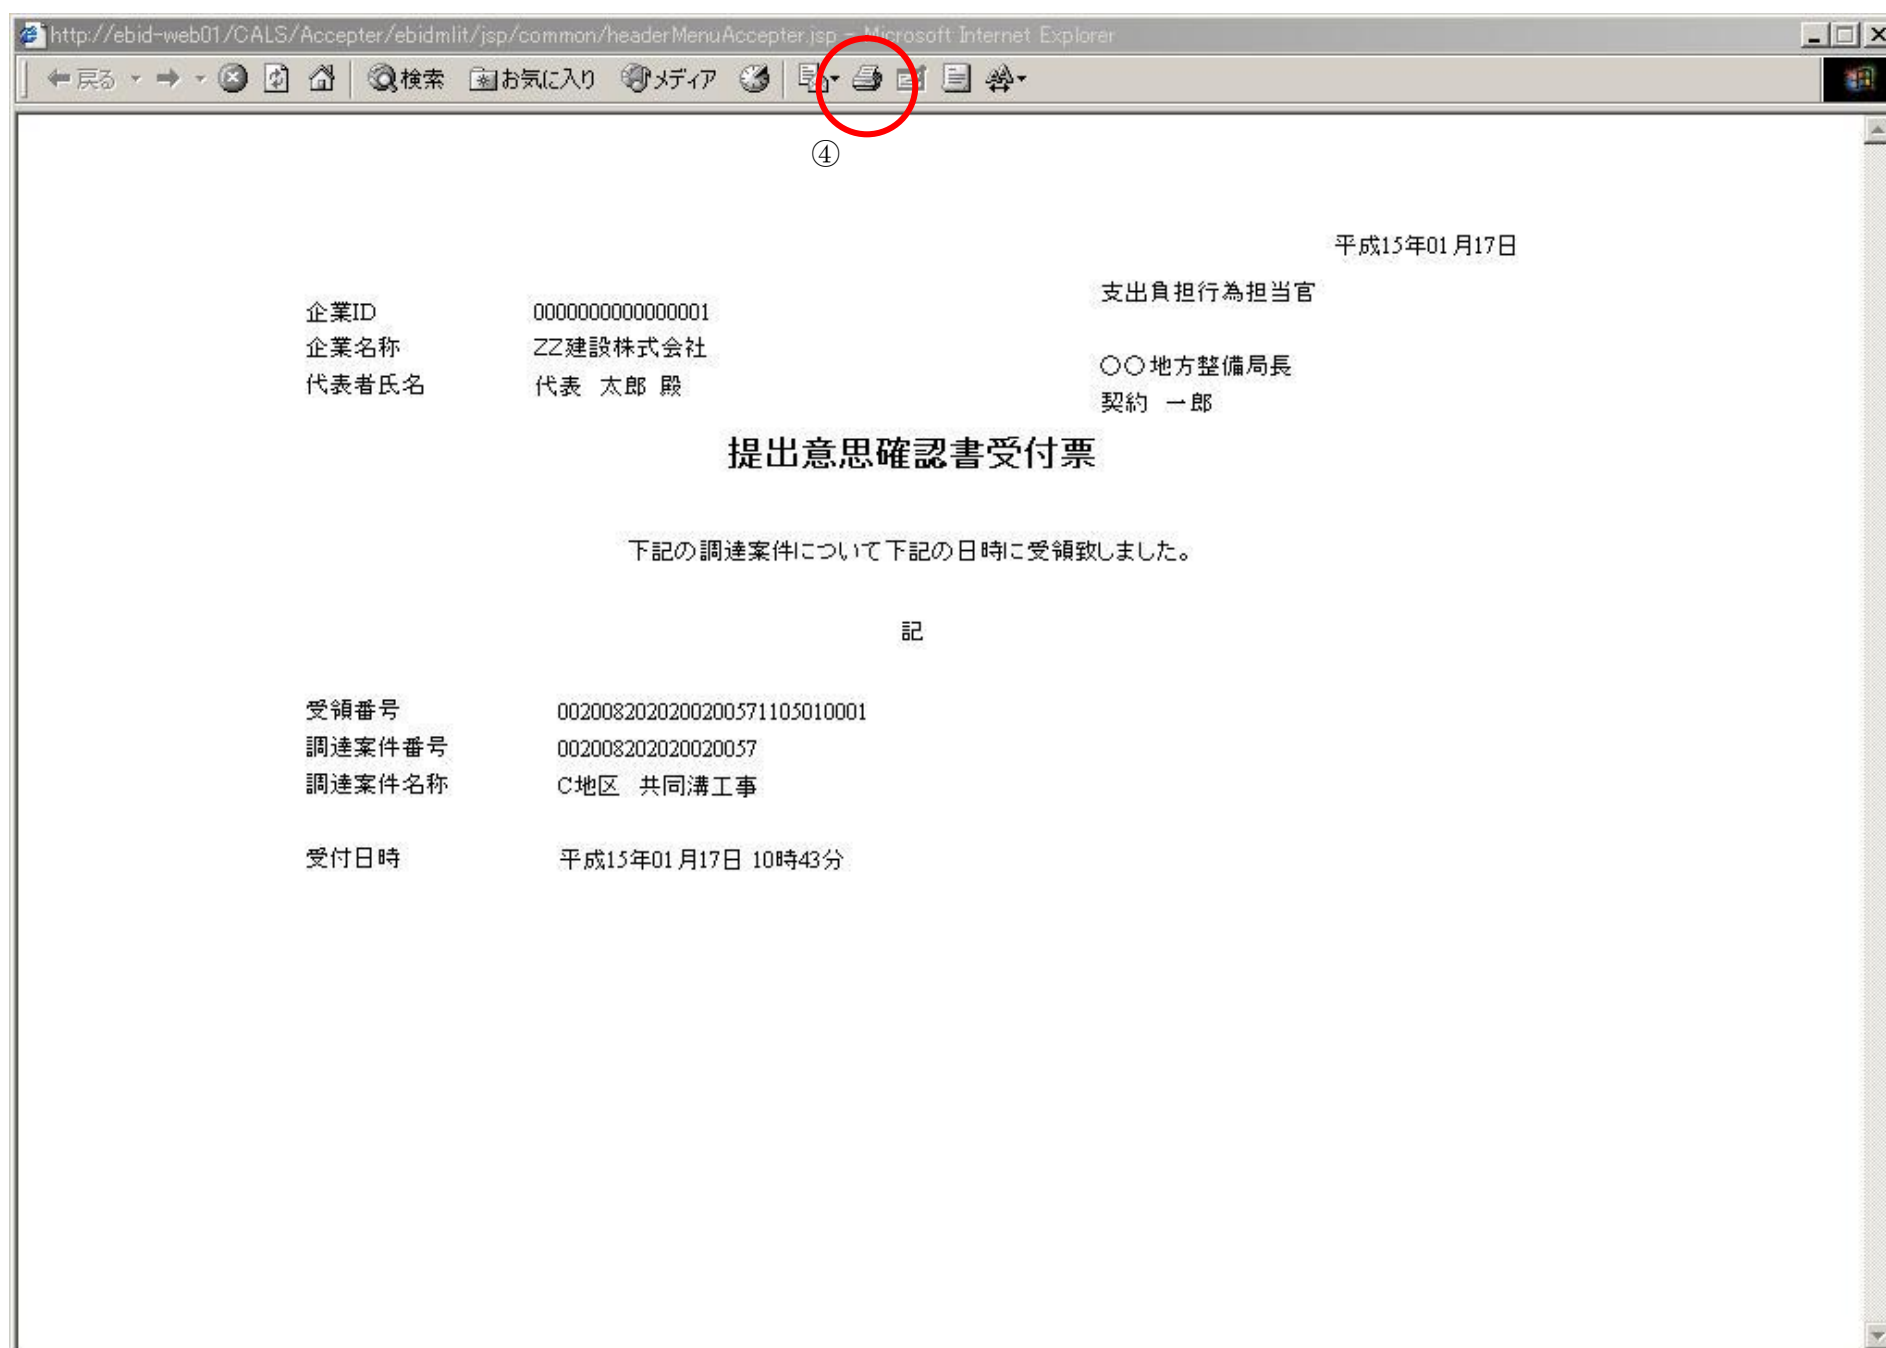 http://ebid-web01/CALS/Accepter/ebidmlit/jsp/common/headerMenuAccepter.jsp - Microsoft Internet Explorer
戻る 検索 お気に入り メディア
④
平成15年01月17日
支出負担行為担当官
企業ID 0000000000000001
企業名称 ZZ建設株式会社
〇〇地方整備局長
代表者氏名 代表 太郎 殿
契約 一郎
提出意思確認書受付票
下記の調達案件について下記の日時に受領致しました。
記
受領番号 0020082020200200571105010001
調達案件番号 002008202020020057
調達案件名称 C地区 共同溝工事
受付日時 平成15年01月17日 10時43分